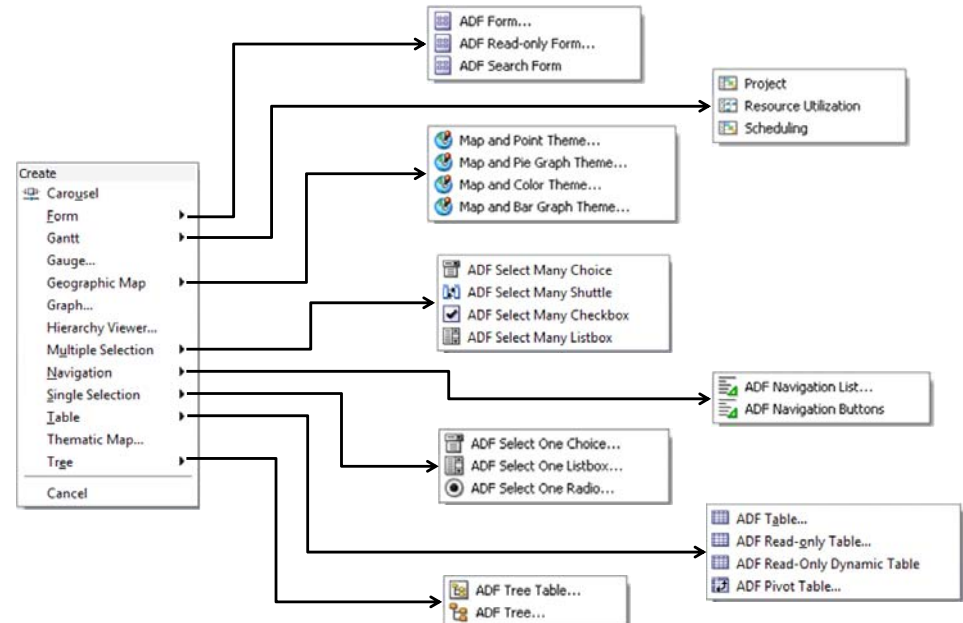 Create
Carousel
Form
Gantt
Gauge...
Geographic Map
Graph...
Hierarchy Viewer...
Multiple Selection
Navigation
Single Selection
Table
Thematic Map...
Tree
Cancel
ADF Form...
ADF Read-only Form...
ADF Search Form
Project
Resource Utilization
Scheduling
Map and Point Theme...
Map and Pie Graph Theme...
Map and Color Theme...
Map and Bar Graph Theme...
ADF Select Many Choice
ADF Select Many Shuttle
ADF Select Many Checkbox
ADF Select Many Listbox
ADF Navigation List...
ADF Navigation Buttons
ADF Select One Choice...
ADF Select One Listbox...
ADF Select One Radio...
ADF Table...
ADF Read-only Table...
ADF Read-Only Dynamic Table
ADF Pivot Table...
ADF Tree Table...
ADF Tree...